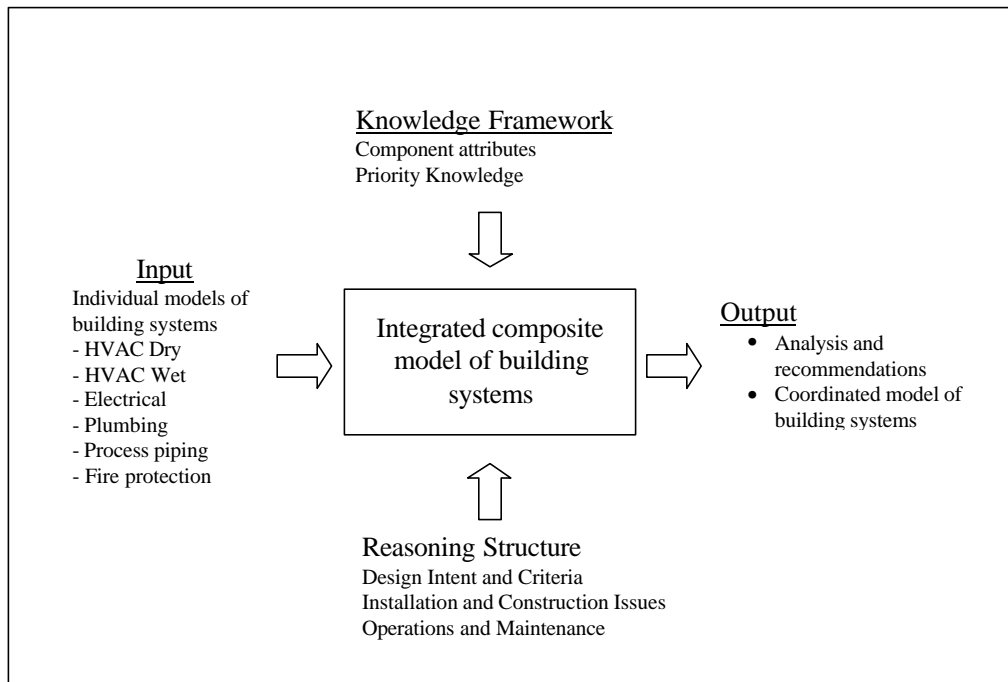 Knowledge Framework
Component attributes
Priority Knowledge
Input
Individual models of
building systems
- HVAC Dry
- HVAC Wet
- Electrical
- Plumbing
- Process piping
- Fire protection
Integrated composite
model of building
systems
Output
• Analysis and
recommendations
• Coordinated model of
building systems
Reasoning Structure
Design Intent and Criteria
Installation and Construction Issues
Operations and Maintenance